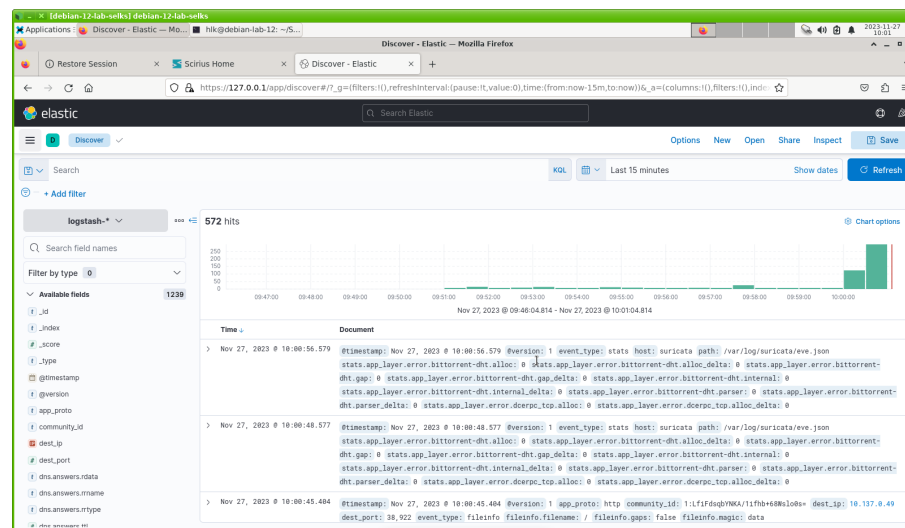 [debian-12-lab-selks] debian-12-lab-selks
Applications Discover - Elastic — Mo... hlk@debian-lab-12: ~/S... 2023-11-27
10:01
Discover - Elastic — Mozilla Firefox
Restore Session × Scirius Home × Discover - Elastic × +
https://127.0.0.1/app/discover#/?_g=(filters:!(),refreshInterval:(pause:!t,value:0),time:(from:now-15m,to:now))&_a=(columns:!(),filters:!(),inde
elastic Search Elastic
D Discover Options New Open Share Inspect Save
Search KQL Last 15 minutes Show dates Refresh
+ Add filter
logstash-* 572 hits Chart options
Search field names
Filter by type 0
Available fields 1239
250
200
150
100
50
0
09:47:00 09:48:00 09:49:00 09:50:00 09:51:00 09:52:00 09:53:00 09:54:00 09:55:00 09:56:00 09:57:00 09:58:00 09:59:00 10:00:00
Nov 27, 2023 @ 09:46:04.814 - Nov 27, 2023 @ 10:01:04.814
t _id
t _index
# _score
t _type
@timestamp
t @version
t app_proto
t community_id
dest_ip
# dest_port
t dns.answers.rdata
t dns.answers.rrname
t dns.answers.rrtype
dns.answers.ttl
Time ↓ Document
> Nov 27, 2023 @ 10:00:56.579 @timestamp: Nov 27, 2023 @ 10:00:56.579 @version: 1 event_type: stats host: suricata path: /var/log/suricata/eve.json
stats.app_layer.error.bittorrent-dht.alloc: 0 stats.app_layer.error.bittorrent-dht.alloc_delta: 0 stats.app_layer.error.bittorrent-
dht.gap: 0 stats.app_layer.error.bittorrent-dht.gap_delta: 0 stats.app_layer.error.bittorrent-dht.internal: 0
stats.app_layer.error.bittorrent-dht.internal_delta: 0 stats.app_layer.error.bittorrent-dht.parser: 0 stats.app_layer.error.bittorrent-
dht.parser_delta: 0 stats.app_layer.error.dcerpc_tcp.alloc: 0 stats.app_layer.error.dcerpc_tcp.alloc_delta: 0
> Nov 27, 2023 @ 10:00:48.577 @timestamp: Nov 27, 2023 @ 10:00:48.577 @version: 1 event_type: stats host: suricata path: /var/log/suricata/eve.json
stats.app_layer.error.bittorrent-dht.alloc: 0 stats.app_layer.error.bittorrent-dht.alloc_delta: 0 stats.app_layer.error.bittorrent-
dht.gap: 0 stats.app_layer.error.bittorrent-dht.gap_delta: 0 stats.app_layer.error.bittorrent-dht.internal: 0
stats.app_layer.error.bittorrent-dht.internal_delta: 0 stats.app_layer.error.bittorrent-dht.parser: 0 stats.app_layer.error.bittorrent-
dht.parser_delta: 0 stats.app_layer.error.dcerpc_tcp.alloc: 0 stats.app_layer.error.dcerpc_tcp.alloc_delta: 0
> Nov 27, 2023 @ 10:00:45.404 @timestamp: Nov 27, 2023 @ 10:00:45.404 @version: 1 app_proto: http community_id: dest_ip: 10.137.0.49
dest_port: 38,922 event_type: fileinfo fileinfo.filename: / fileinfo.gaps: false fileinfo.magic: data